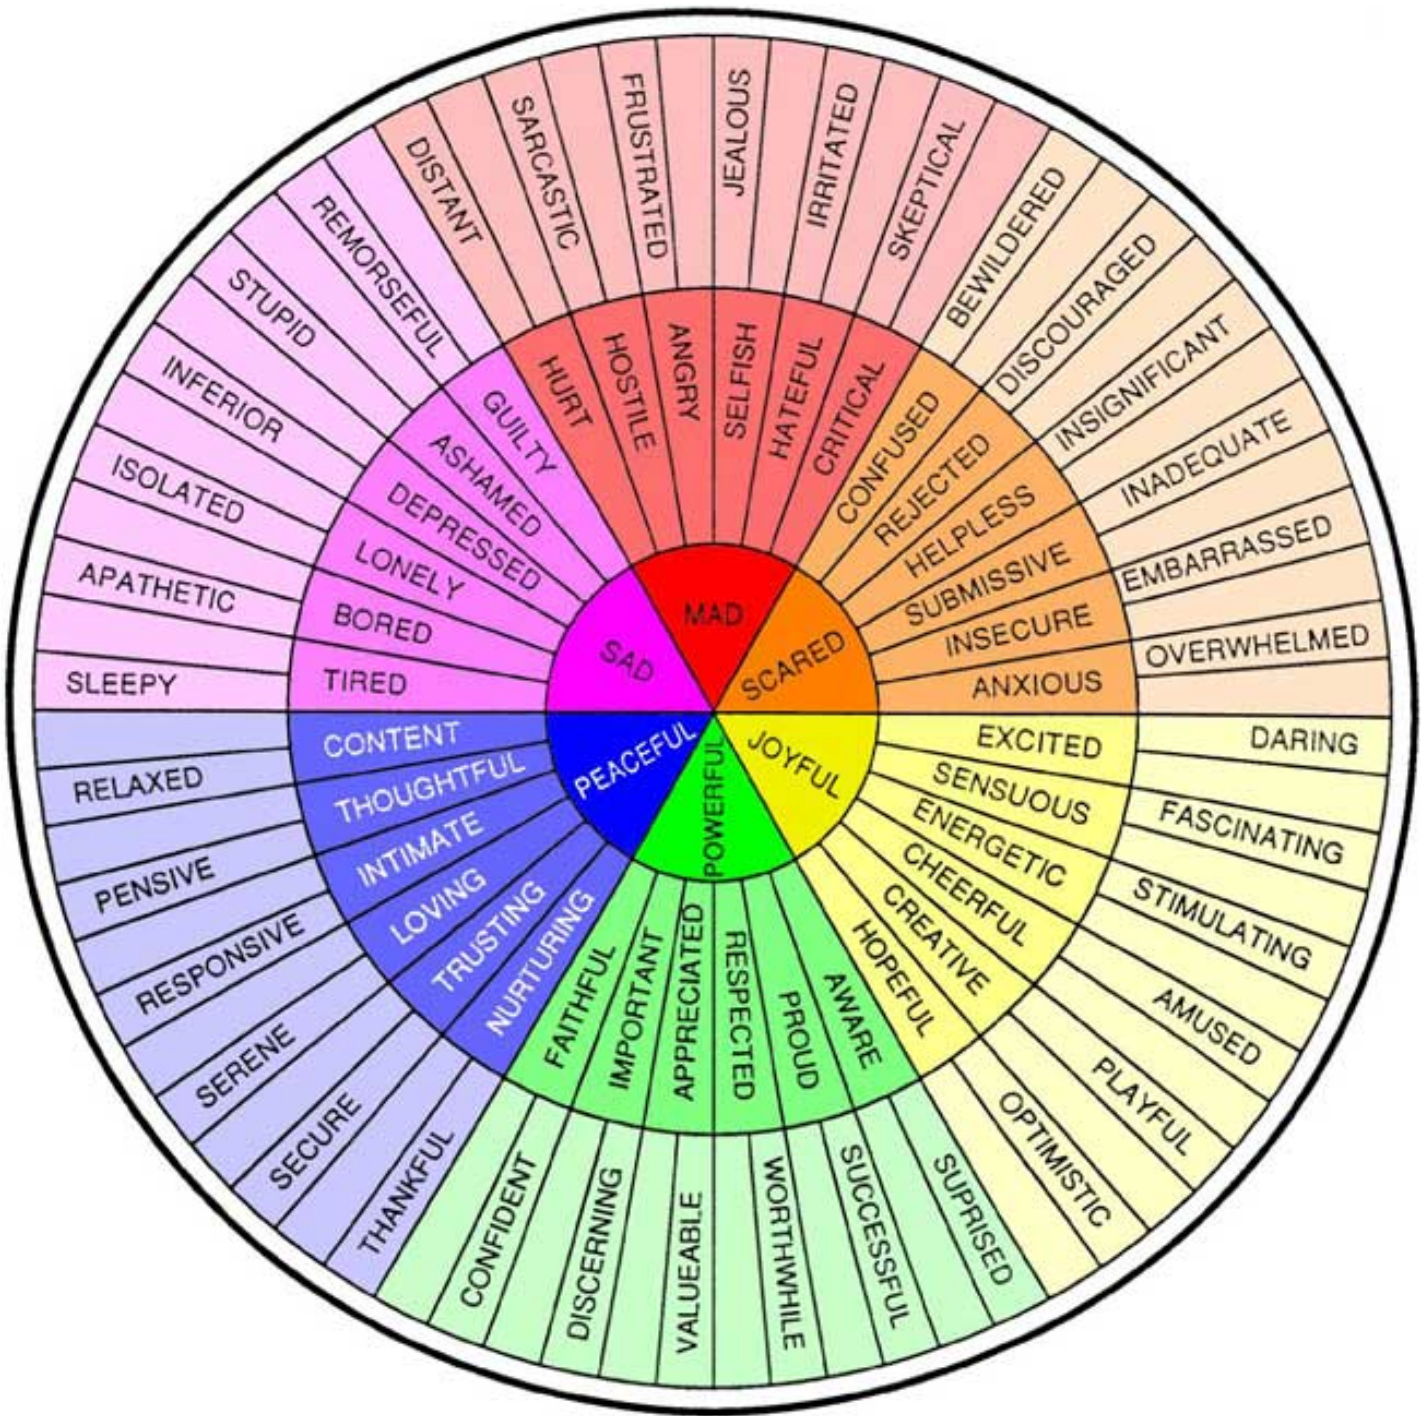 MAD
SCARED
JOYFUL
POWERFUL
PEACEFUL
SAD
HURT
HOSTILE
ANGRY
SELFISH
HATEFUL
CRITICAL
CONFUSED
REJECTED
HELPLESS
SUBMISSIVE
INSECURE
ANXIOUS
EXCITED
SENSUOUS
ENERGETIC
CHEERFUL
CREATIVE
HOPEFUL
AWARE
PROUD
RESPECTED
APPRECIATED
IMPORTANT
FAITHFUL
NURTURING
TRUSTING
LOVING
INTIMATE
THOUGHTFUL
CONTENT
TIRED
BORED
LONELY
DEPRESSED
ASHAMED
GUILTY
DISTANT
SARCASTIC
FRUSTRATED
JEALOUS
IRRITATED
SKEPTICAL
BEWILDERED
DISCOURAGED
INSIGNIFICANT
INADEQUATE
EMBARRASSED
OVERWHELMED
DARING
FASCINATING
STIMULATING
AMUSED
PLAYFUL
OPTIMISTIC
SUPRISED
SUCCESSFUL
WORTHWHILE
VALUEABLE
DISCERNING
CONFIDENT
THANKFUL
SECURE
SERENE
RESPONSIVE
PENSIVE
RELAXED
SLEEPY
APATHETIC
ISOLATED
INFERIOR
STUPID
REMORSEFUL